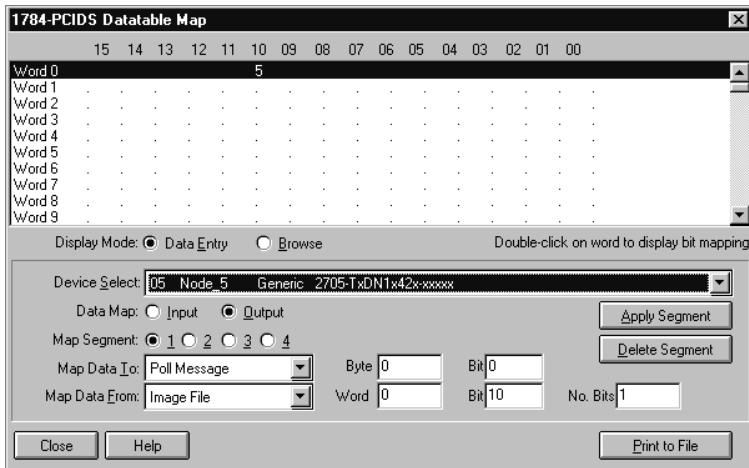 1784-PCIDS Datatable Map
15 14 13 12 11 10 09 08 07 06 05 04 03 02 01 00
Word 0 5
Word 1 . . . . . . . . . . . . . . . .
Word 2 . . . . . . . . . . . . . . . .
Word 3 . . . . . . . . . . . . . . . .
Word 4 . . . . . . . . . . . . . . . .
Word 5 . . . . . . . . . . . . . . . .
Word 6 . . . . . . . . . . . . . . . .
Word 7 . . . . . . . . . . . . . . . .
Word 8 . . . . . . . . . . . . . . . .
Word 9 . . . . . . . . . . . . . . . .
Display Mode: Data Entry Browse Double-click on word to display bit mapping
Device Select: 05 Node_5 Generic 2705-TxDN1x42x-xxxxx
Data Map: Input Output Apply Segment
Map Segment: 1 2 3 4 Delete Segment
Map Data To: Poll Message Byte 0 Bit 0
Map Data From: Image File Word 0 Bit 10 No. Bits 1
Close Help Print to File